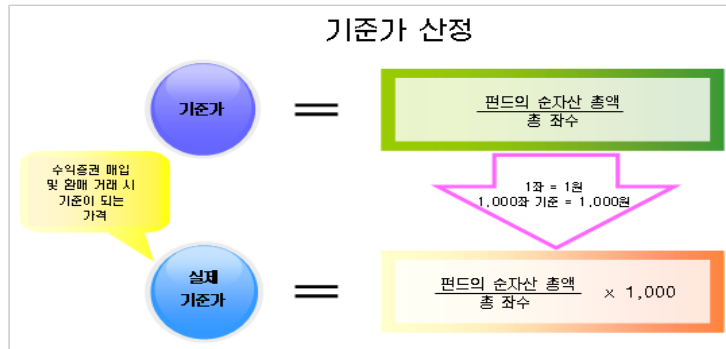 기준가 산정
기준가
=
펀드의 순자산 총액
총 좌수
수익증권 매입
및 환매 거래 시
기준이 되는
가격
1좌 = 1원
1,000좌 기준 = 1,000원
실제
기준가
=
펀드의 순자산 총액
총 좌수
× 1,000